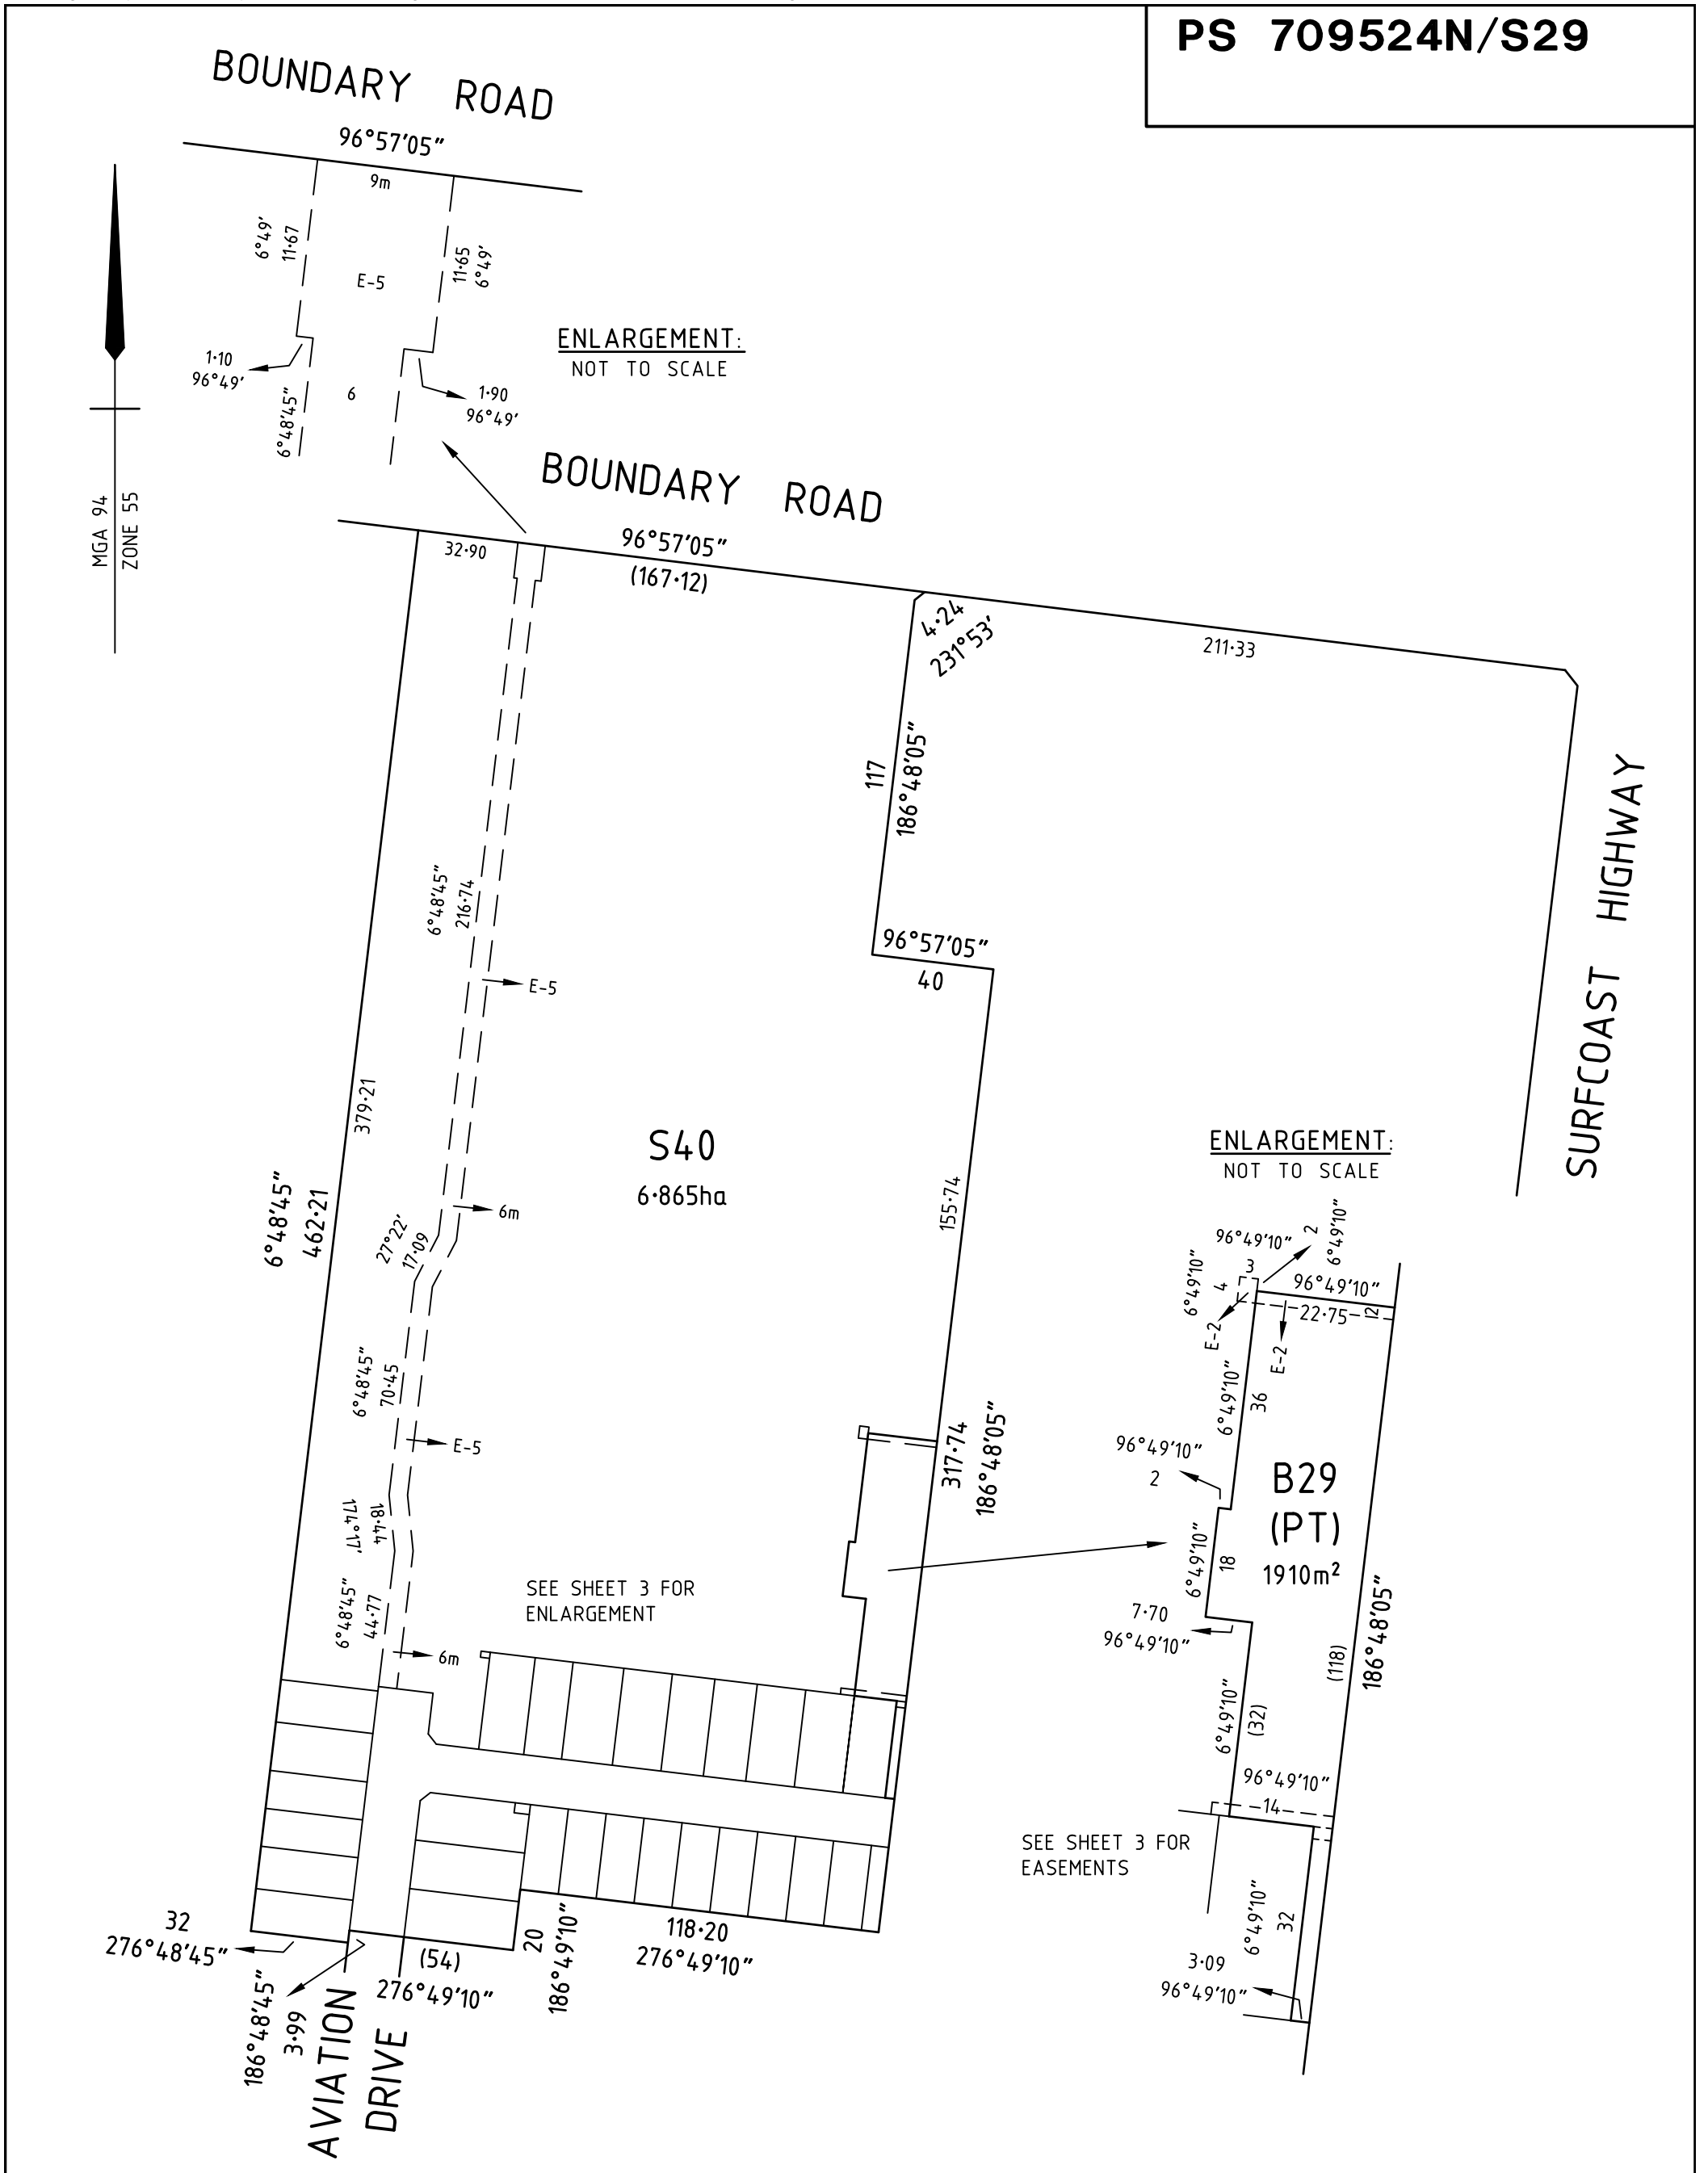 PS 709524N/S29
BOUNDARY ROAD
96°57'05"
9m
6°49'
11·67
11·65
6°49'
E-5
ENLARGEMENT:
NOT TO SCALE
1·10
96°49'
6
1·90
96°49'
6°48'45"
MGA 94
ZONE 55
BOUNDARY ROAD
96°57'05"
32·90
(167·12)
4·24
231°53'
211·33
117
186°48'05"
SURFCOAST HIGHWAY
6°48'45"
216·74
96°57'05"
40
E-5
379·21
S40
6·865ha
155·74
6°48'45"
462·21
6m
27°22'
17·09
ENLARGEMENT:
NOT TO SCALE
96°49'10"
2
6°49'10"
3
6°49'10"
4
96°49'10"
22·75
2
E-2
E-2
6°48'45"
70·45
E-5
317·74
186°48'05"
6°49'10"
36
96°49'10"
2
B29
(PT)
1910m²
174°17'
18·44
6°49'10"
18
SEE SHEET 3 FOR
ENLARGEMENT
6°48'45"
44·77
6m
7·70
96°49'10"
(118)
186°48'05"
6°49'10"
(32)
96°49'10"
14
SEE SHEET 3 FOR
EASEMENTS
6°49'10"
32
32
276°48'45"
(54)
276°49'10"
20
186°49'10"
118·20
276°49'10"
3·09
96°49'10"
186°48'45"
3·99
AVIATION
DRIVE